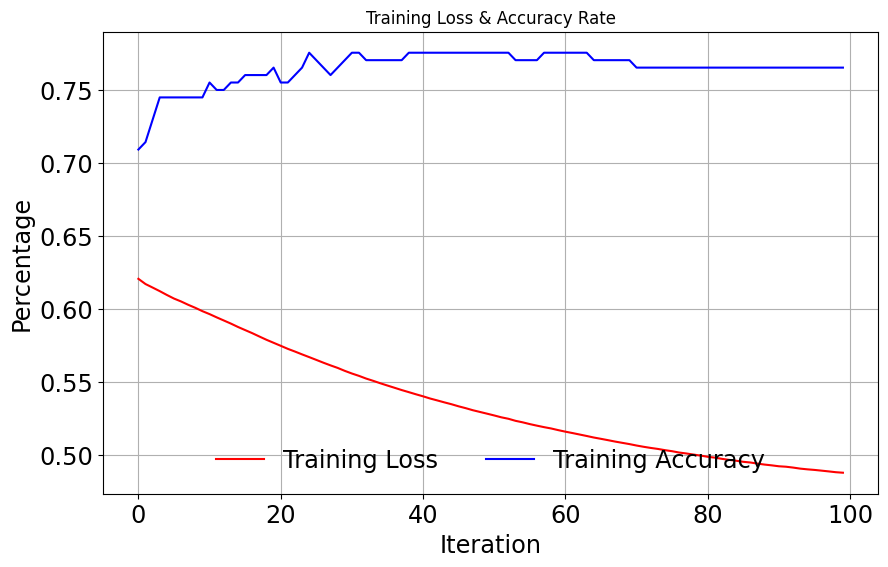 Training Loss & Accuracy Rate
0.75
0.70
0.65
0.60
0.55
0.50
Percentage
Training Loss
Training Accuracy
0 20 40 60 80 100
Iteration